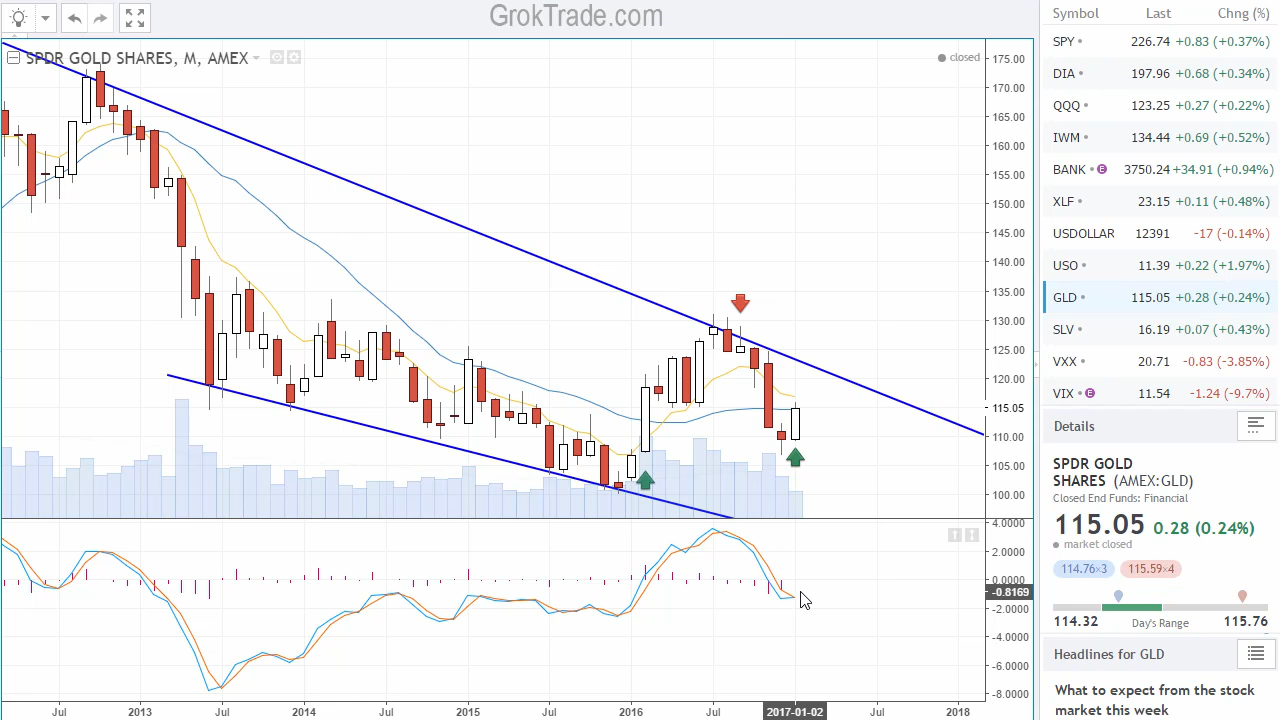 GrokTrade.com
SPDR GOLD SHARES, M, AMEX
closed
175.00
170.00
165.00
160.00
155.00
150.00
145.00
140.00
135.00
130.00
125.00
120.00
115.05
110.00
105.00
100.00
4.0000
2.0000
0.0000
-0.8169
-2.0000
-4.0000
-6.0000
-8.0000
Jul 2013 Jul 2014 Jul 2015 Jul 2016 Jul 2017-01-02 Jul 2018
Symbol Last Chng (%)
SPY 226.74 +0.83 (+0.37%)
DIA 197.96 +0.68 (+0.34%)
QQQ 123.25 +0.27 (+0.22%)
IWM 134.44 +0.69 (+0.52%)
BANK E 3750.24 +34.91 (+0.94%)
XLF 23.15 +0.11 (+0.48%)
USDOLLAR 12391 -17 (-0.14%)
USO 11.39 +0.22 (+1.97%)
GLD 115.05 +0.28 (+0.24%)
SLV 16.19 +0.07 (+0.43%)
VXX 20.71 -0.83 (-3.85%)
VIX E 11.54 -1.24 (-9.7%)
Details
SPDR GOLD
SHARES (AMEX:GLD)
Closed End Funds: Financial
115.05 0.28 (0.24%)
market closed
114.76×3 115.59×4
114.32 Day's Range 115.76
Headlines for GLD
What to expect from the stock
market this week